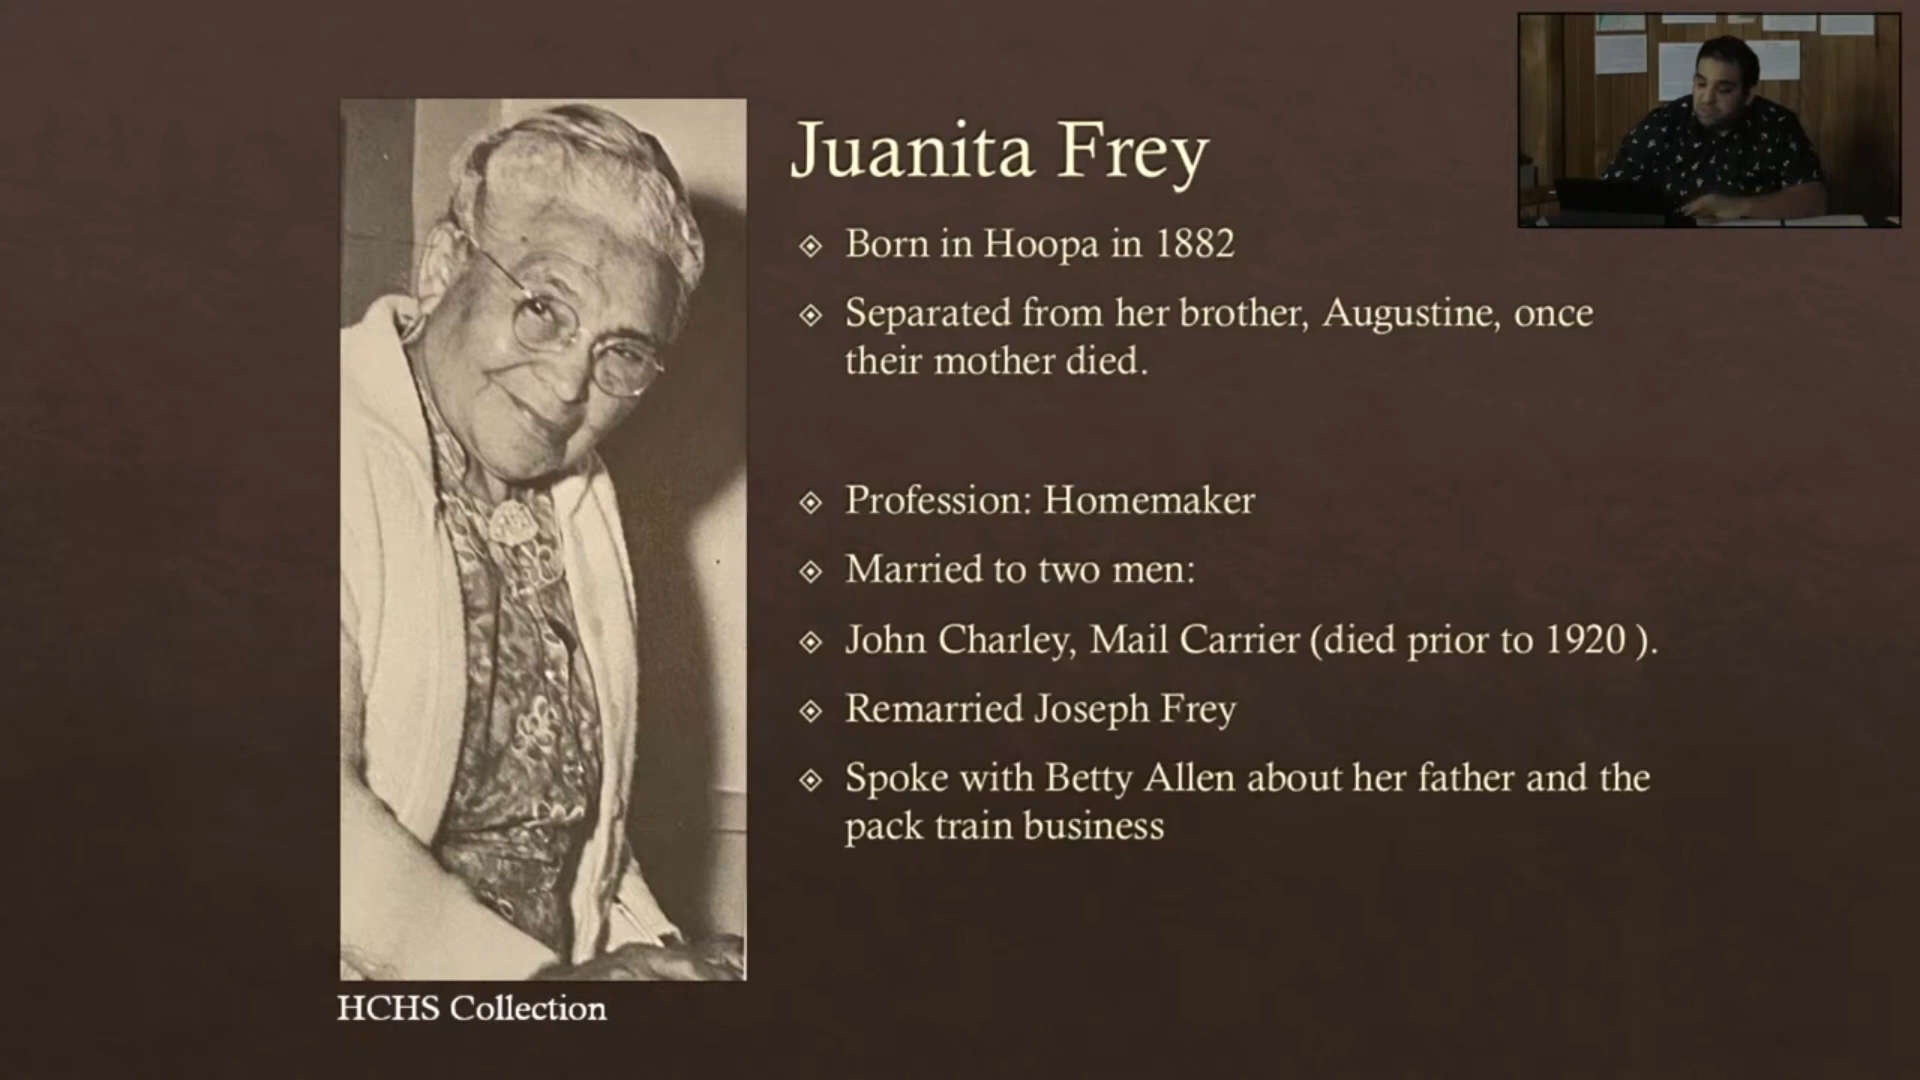 Juanita Frey
Born in Hoopa in 1882
Separated from her brother, Augustine, once
their mother died.
Profession: Homemaker
Married to two men:
John Charley, Mail Carrier (died prior to 1920 ).
Remarried Joseph Frey
Spoke with Betty Allen about her father and the
pack train business
HCHS Collection